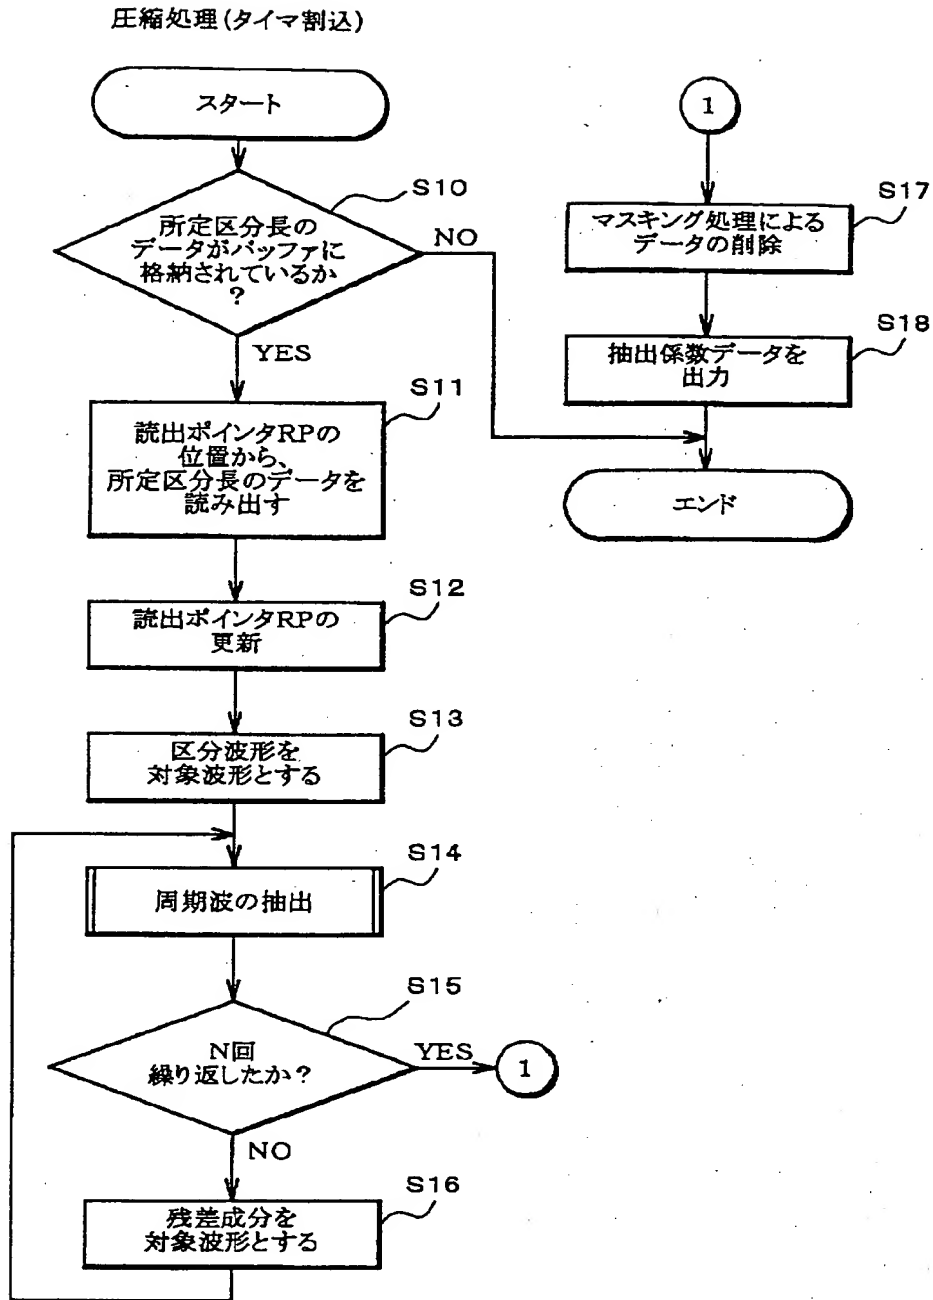 圧縮処理(タイマ割込)
スタート
S10
所定区分長の
データがバッファに
格納されているか
?
NO
YES
S11
読出ポインタRPの
位置から、
所定区分長のデータを
読み出す
S12
読出ポインタRPの
更新
S13
区分波形を
対象波形とする
S14
周期波の抽出
S15
N回
繰り返したか?
YES
1
NO
S16
残差成分を
対象波形とする
1
S17
マスキング処理による
データの削除
S18
抽出係数データを
出力
エンド